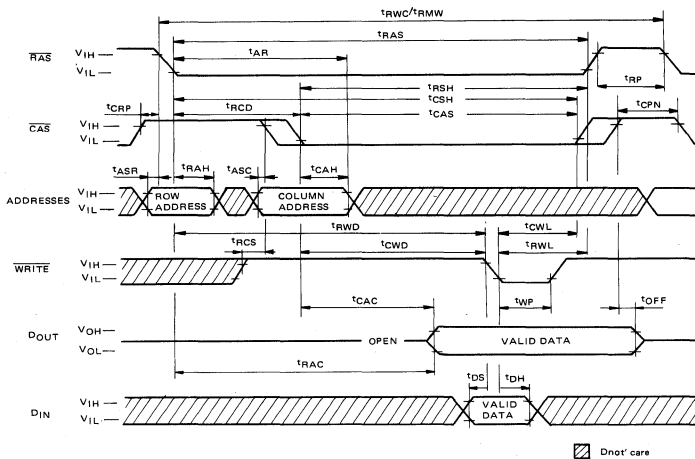 tRWC/tRMW
tRAS
tAR
RAS
VIH
VIL
tRP
tRSH
tCSH
tCRP
tRCD
tCAS
tCPN
CAS
VIH
VIL
tASR
tRAH
tASC
tCAH
ADDRESSES
VIH
VIL
ROW
ADDRESS
COLUMN
ADDRESS
tRWD
tCWL
tRCS
tCWD
tRWL
WRITE
VIH
VIL
tWP
tCAC
tOFF
DOUT
VOH
VOL
OPEN
VALID DATA
tRAC
tDS
tDH
DIN
VIH
VIL
VALID
DATA
Dnot' care